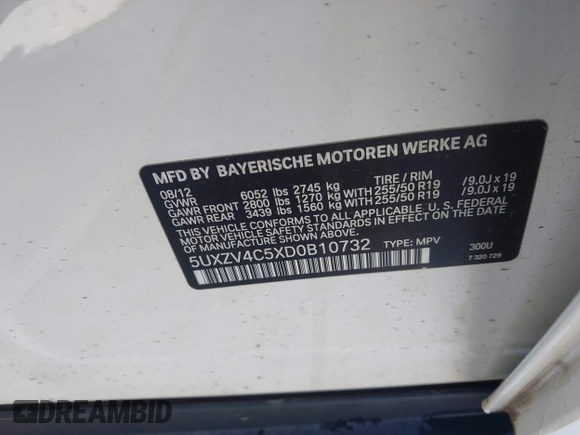 MFD BY BAYERISCHE MOTOREN WERKE AG
08/12
GVWR 6052 lbs 2745 kg TIRE / RIM
GAWR FRONT 2800 lbs 1270 kg WITH 255/50 R19 /9.0J x 19
GAWR REAR 3439 lbs 1560 kg WITH 255/50 R19 /9.0J x 19
THIS VEHICLE CONFORMS TO ALL APPLICABLE FEDERAL
MOTOR VEHICLE SAFETY STANDARDS IN EFFECT ON THE
DATE OF MANUFACTURE SHOWN ABOVE.
5UXZV4C5XD0B10732 TYPE: MPV 300U
7 320 729
DREAMBID